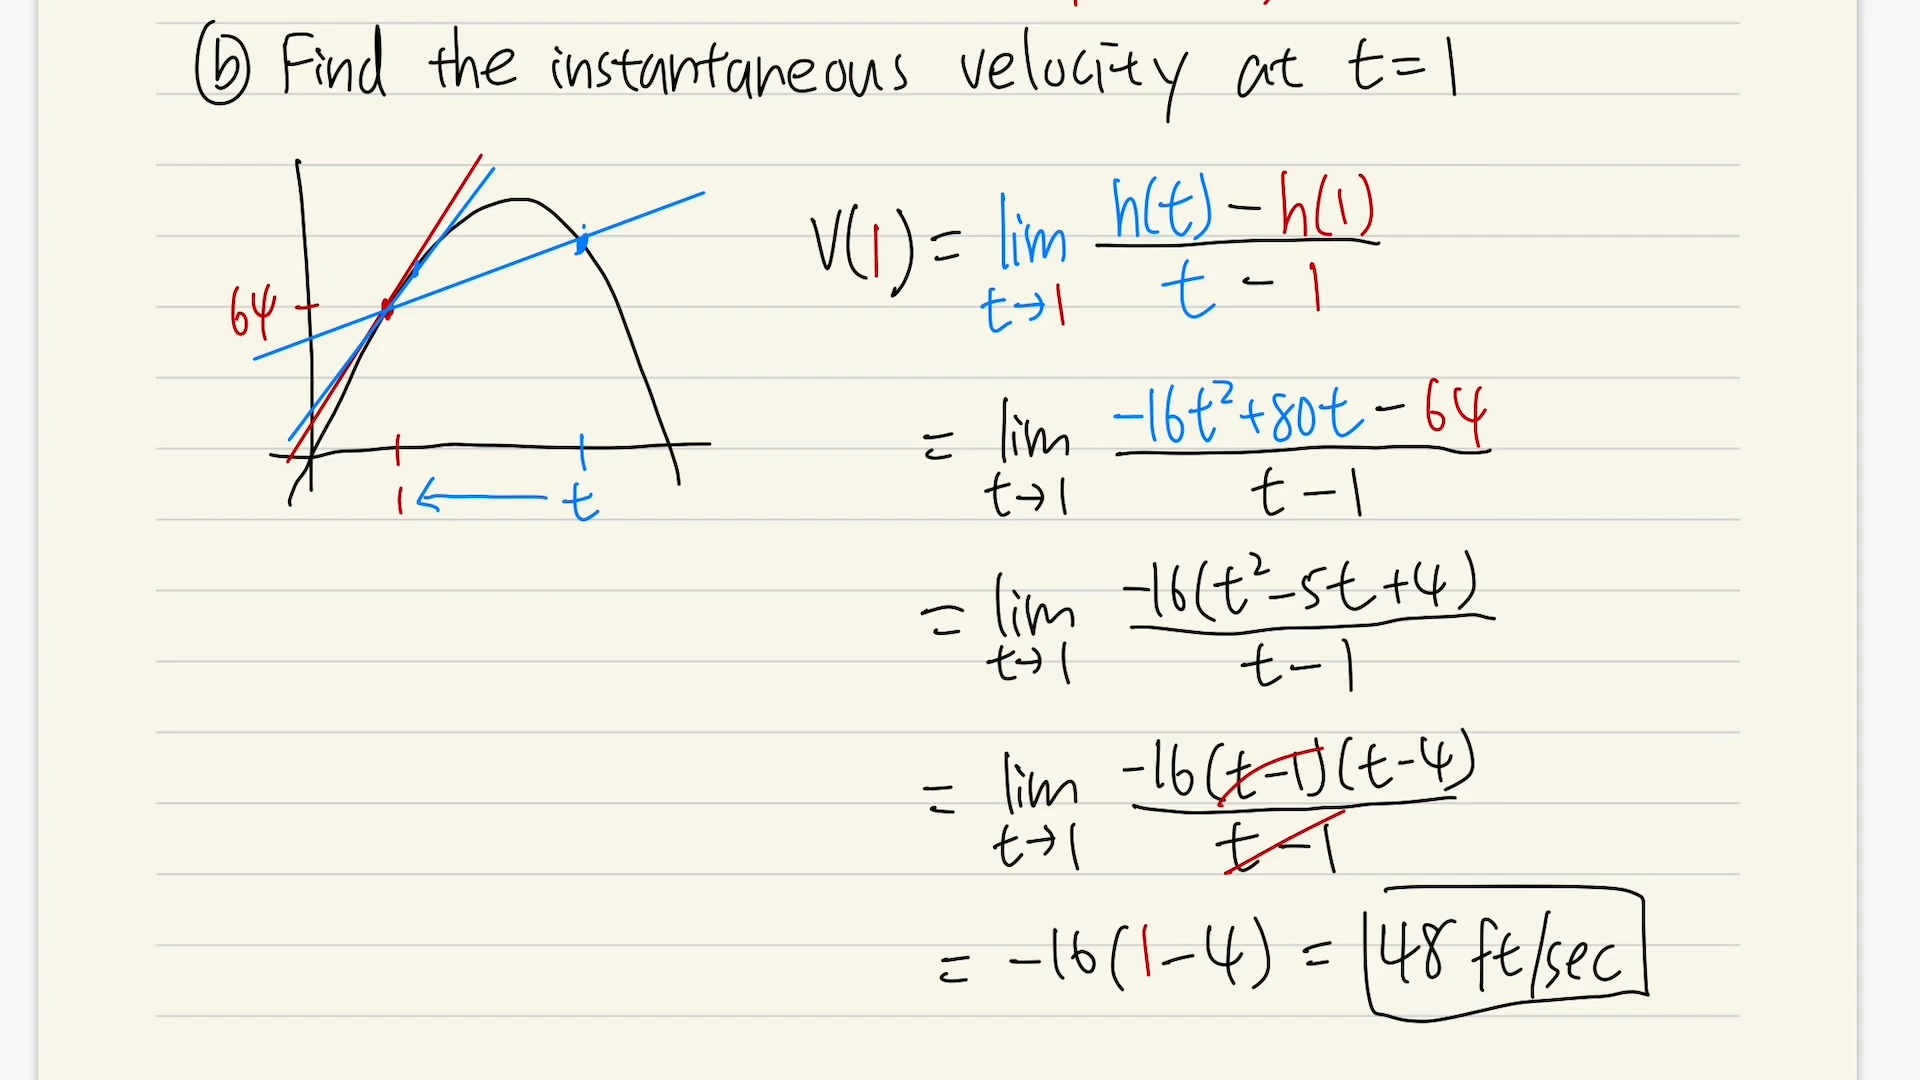 ⓑ Find the instantaneous velocity at t=1
64
1 ← t
V(1) = lim t→1 (h(t) - h(1)) / (t - 1)
= lim t→1 (-16t²+80t - 64) / (t-1)
= lim t→1 (-16(t²-5t+4)) / (t-1)
= lim t→1 (-16(t-1)(t-4)) / (t-1)
= -16(1-4) = 48 ft/sec